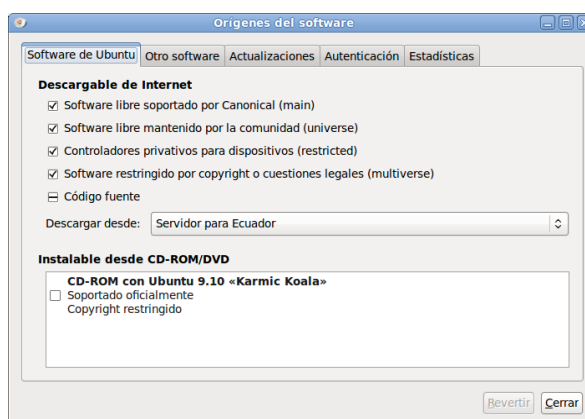 Orígenes del software
Software de Ubuntu Otro software Actualizaciones Autenticación Estadísticas
Descargable de Internet
Software libre soportado por Canonical (main)
Software libre mantenido por la comunidad (universe)
Controladores privativos para dispositivos (restricted)
Software restringido por copyright o cuestiones legales (multiverse)
Código fuente
Descargar desde: Servidor para Ecuador
Instalable desde CD-ROM/DVD
CD-ROM con Ubuntu 9.10 «Karmic Koala»
Soportado oficialmente
Copyright restringido
Revertir Cerrar